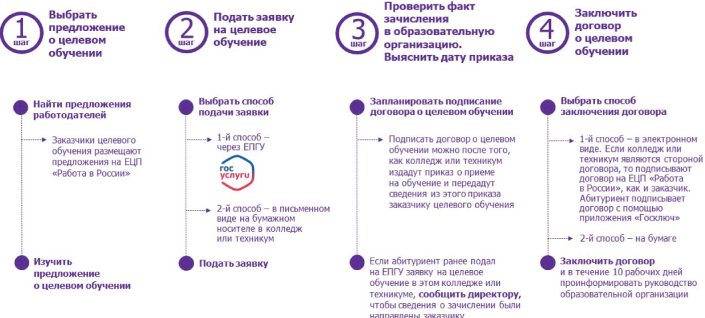 1
шаг
Выбрать
предложение
о целевом
обучении
Найти предложения
работодателей
Заказчики целевого
обучения размещают
предложения на ЕЦП
«Работа в России»
Изучить
предложение
о целевом обучении
2
шаг
Подать заявку
на целевое
обучение
Выбрать способ
подачи заявки
1-й способ –
через ЕПГУ
гос
услуги
2-й способ – в письменном
виде на бумажном
носителе в колледж
или техникум
Подать заявку
3
шаг
Проверить факт
зачисления
в образовательную
организацию.
Выяснить дату приказа
Запланировать подписание
договора о целевом обучении
Подписать договор о целевом
обучении можно после того,
как колледж или техникум
издадут приказ о приеме
на обучение и передадут
сведения из этого приказа
заказчику целевого обучения
Если абитуриент ранее подал
на ЕПГУ заявку на целевое
обучение в этом колледже или
техникуме, сообщить директору,
чтобы сведения о зачислении были
направлены заказчику
4
шаг
Заключить
договор
о целевом
обучении
Выбрать способ
заключения договора
1-й способ – в электронном
виде. Если колледж или
техникум являются стороной
договора, то подписывают
договор на ЕЦП «Работа
в России», как и заказчик.
Абитуриент подписывает
договор с помощью
приложения «Госключ»
2-й способ – на бумаге
Заключить договор
и в течение 10 рабочих дней
проинформировать руководство
образовательной организации